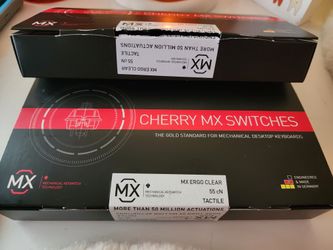 MORE THAN 50 MILLION ACTUATIONS
TACTILE
55 cN
MX ERGO CLEAR
MX
CHERRY MX SWITCHES
THE GOLD STANDARD FOR MECHANICAL DESKTOP KEYBOARDS
MX
MECHANICAL KEYSWITCH
TECHNOLOGY
ENGINEERED
& MADE
IN GERMANY
MX
MX ERGO CLEAR
55 cN
TACTILE
MORE THAN 50 MILLION ACTUATIONS